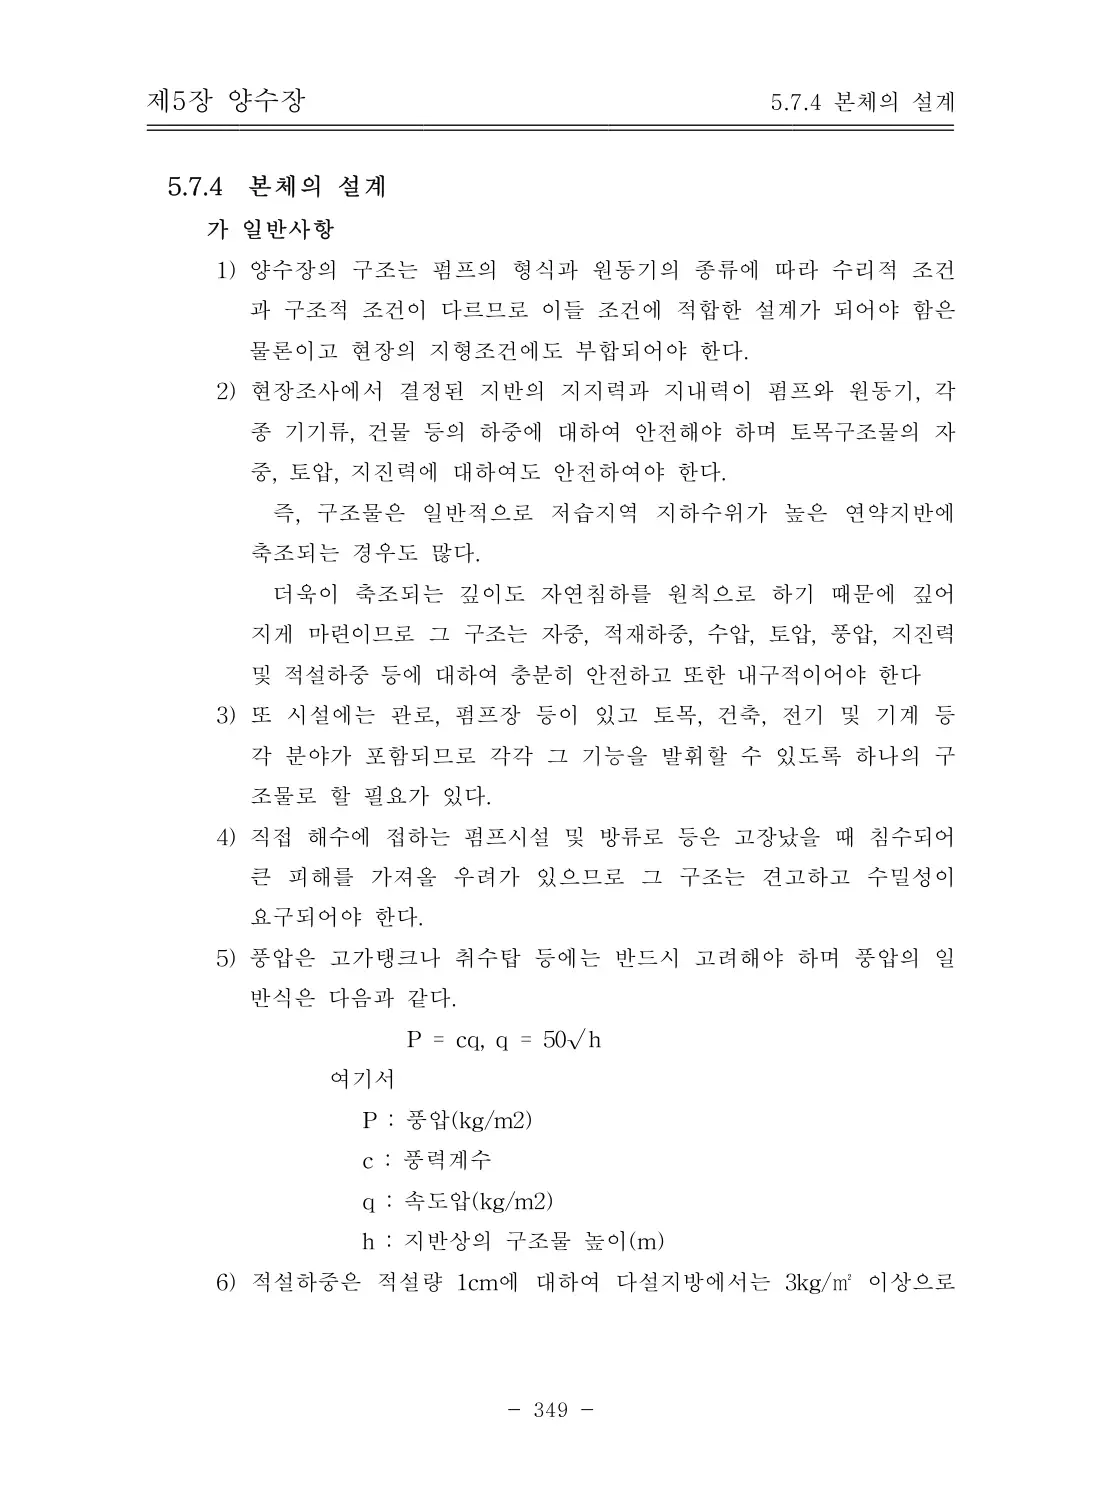 제5장 양수장
5.7.4 본체의 설계
5.7.4 본체의 설계
가 일반사항
1) 양수장의 구조는 펌프의 형식과 원동기의 종류에 따라 수리적 조건
과 구조적 조건이 다르므로 이들 조건에 적합한 설계가 되어야 함은
물론이고 현장의 지형조건에도 부합되어야 한다.
2) 현장조사에서 결정된 지반의 지지력과 지내력이 펌프와 원동기, 각
종 기기류, 건물 등의 하중에 대하여 안전해야 하며 토목구조물의 자
중, 토압, 지진력에 대하여도 안전하여야 한다.
즉, 구조물은 일반적으로 저습지역 지하수위가 높은 연약지반에
축조되는 경우도 많다.
더욱이 축조되는 깊이도 자연침하를 원칙으로 하기 때문에 깊어
지게 마련이므로 그 구조는 자중, 적재하중, 수압, 토압, 풍압, 지진력
및 적설하중 등에 대하여 충분히 안전하고 또한 내구적이어야 한다
3) 또 시설에는 관로, 펌프장 등이 있고 토목, 건축, 전기 및 기계 등
각 분야가 포함되므로 각각 그 기능을 발휘할 수 있도록 하나의 구
조물로 할 필요가 있다.
4) 직접 해수에 접하는 펌프시설 및 방류로 등은 고장났을 때 침수되어
큰 피해를 가져올 우려가 있으므로 그 구조는 견고하고 수밀성이
요구되어야 한다.
5) 풍압은 고가탱크나 취수탑 등에는 반드시 고려해야 하며 풍압의 일
반식은 다음과 같다.
P = cq, q = 50√h
여기서
P : 풍압(kg/m2)
c : 풍력계수
q : 속도압(kg/m2)
h : 지반상의 구조물 높이(m)
6) 적설하중은 적설량 1cm에 대하여 다설지방에서는 3kg/㎡ 이상으로
- 349 -